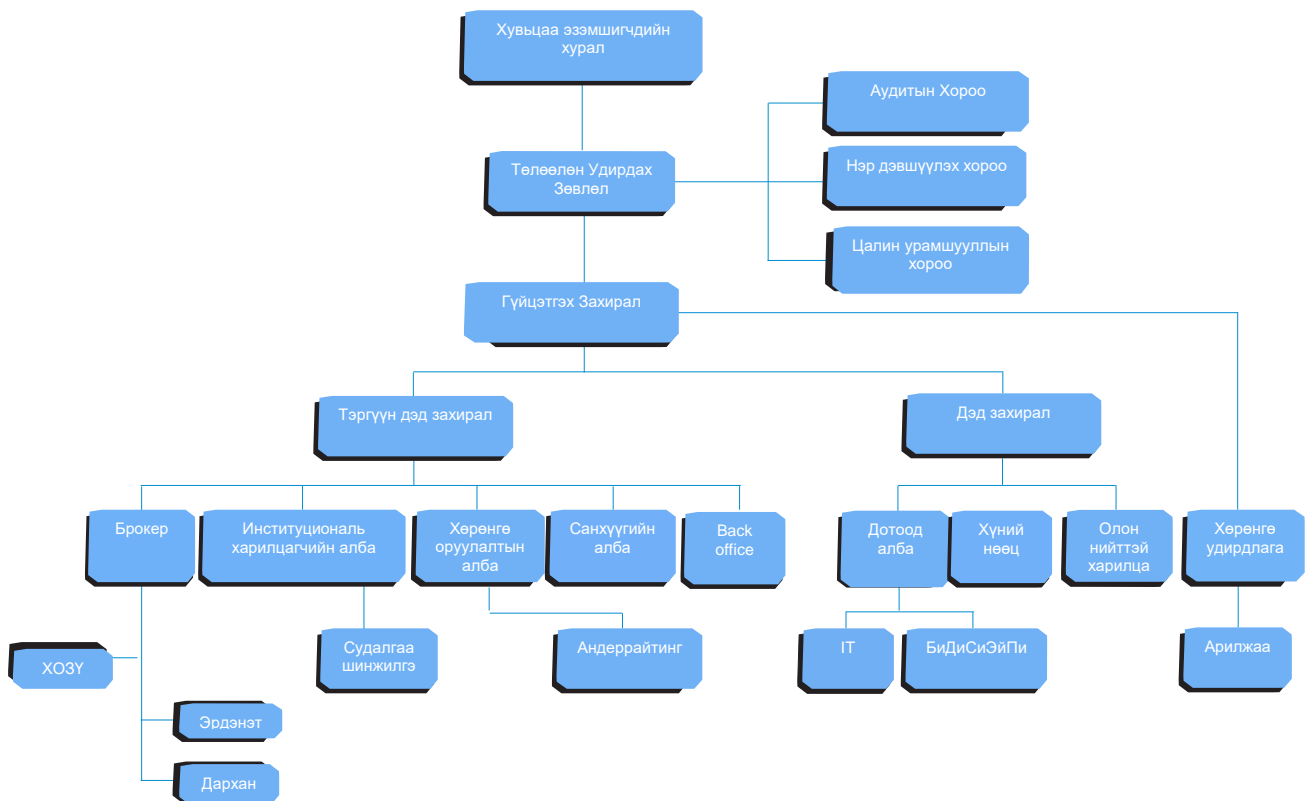 Хувьцаа эзэмшигчдийн
хурал
Аудитын Хороо
Төлөөлөн Удирдах
Зөвлөл
Нэр дэвшүүлэх хороо
Цалин урамшууллын
хороо
Гүйцэтгэх Захирал
Тэргүүн дэд захирал
Дэд захирал
Брокер
Институциональ
харилцагчийн алба
Хөрөнгө
оруулалтын
алба
Санхүүгийн
алба
Back
office
Дотоод
алба
Хүний
нөөц
Олон
нийттэй
харилца
Хөрөнгө
удирдлага
ХОЗҮ
Судалгаа
шинжилгэ
Андеррайтинг
IT
БиДиСиЭйПи
Арилжаа
Эрдэнэт
Дархан